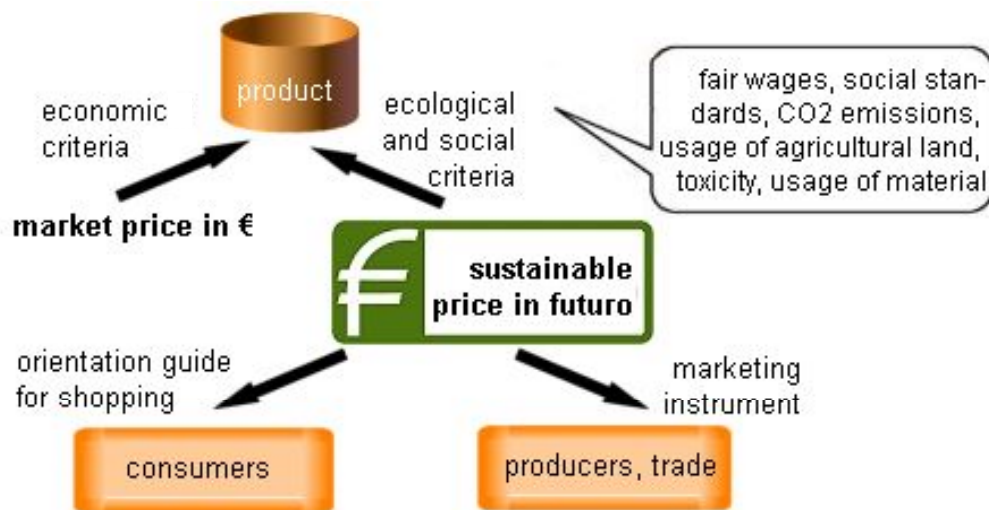 product
economic
criteria
ecological
and social
criteria
fair wages, social stan-
dards, CO2 emissions,
usage of agricultural land,
toxicity, usage of material
market price in €
sustainable
price in futuro
orientation guide
for shopping
marketing
instrument
consumers
producers, trade